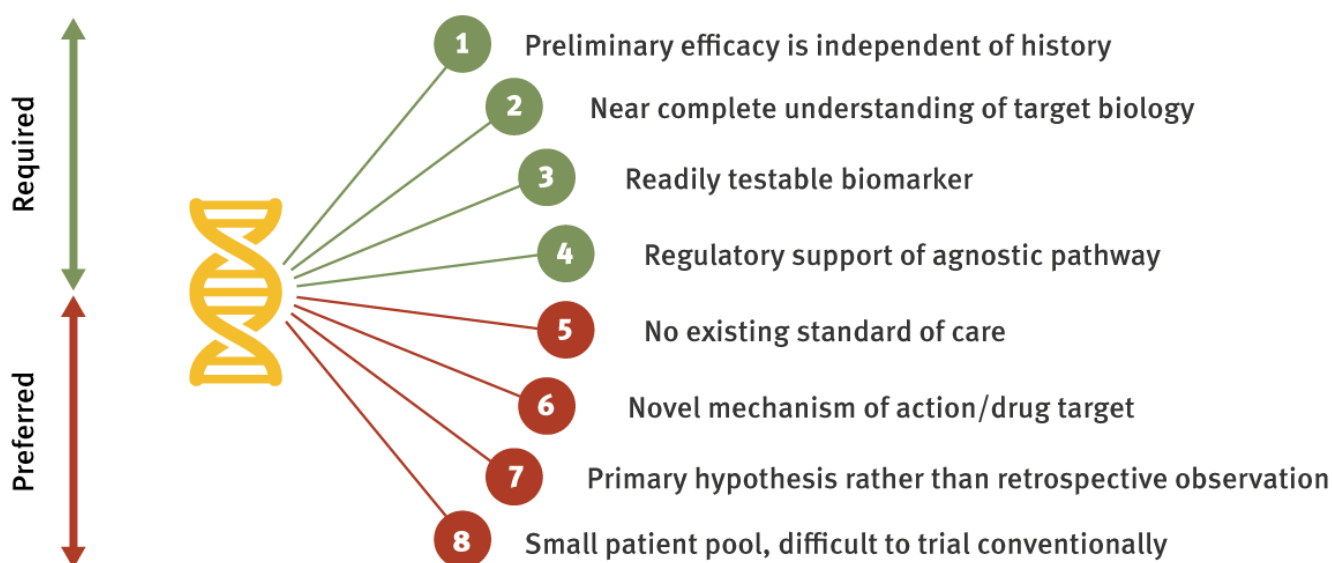 Required
1 Preliminary efficacy is independent of history
2 Near complete understanding of target biology
3 Readily testable biomarker
4 Regulatory support of agnostic pathway
Preferred
5 No existing standard of care
6 Novel mechanism of action/drug target
7 Primary hypothesis rather than retrospective observation
8 Small patient pool, difficult to trial conventionally